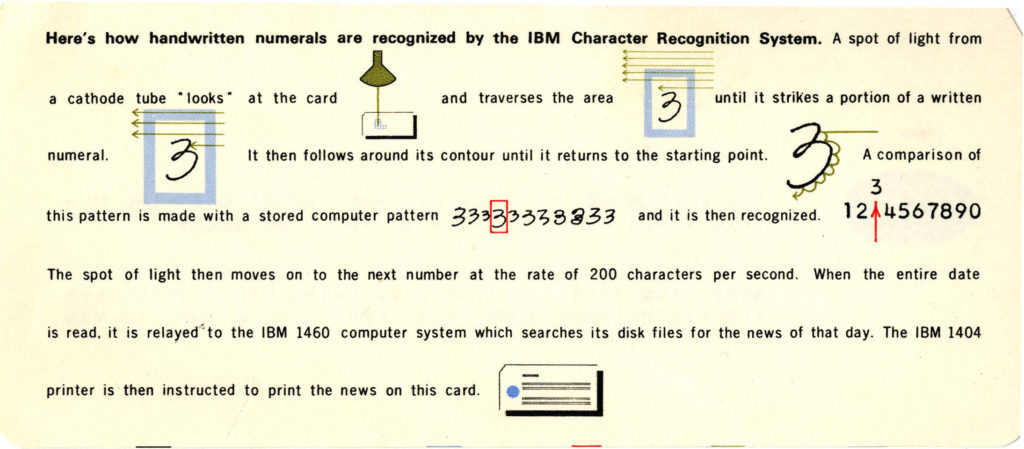 Here's how handwritten numerals are recognized by the IBM Character Recognition System. A spot of light from
a cathode tube "looks" at the card and traverses the area 3 until it strikes a portion of a written
numeral. 3 It then follows around its contour until it returns to the starting point. 3 A comparison of
3
this pattern is made with a stored computer pattern 33333338333 and it is then recognized. 12 4567890
The spot of light then moves on to the next number at the rate of 200 characters per second. When the entire date
is read, it is relayed to the IBM 1460 computer system which searches its disk files for the news of that day. The IBM 1404
printer is then instructed to print the news on this card.